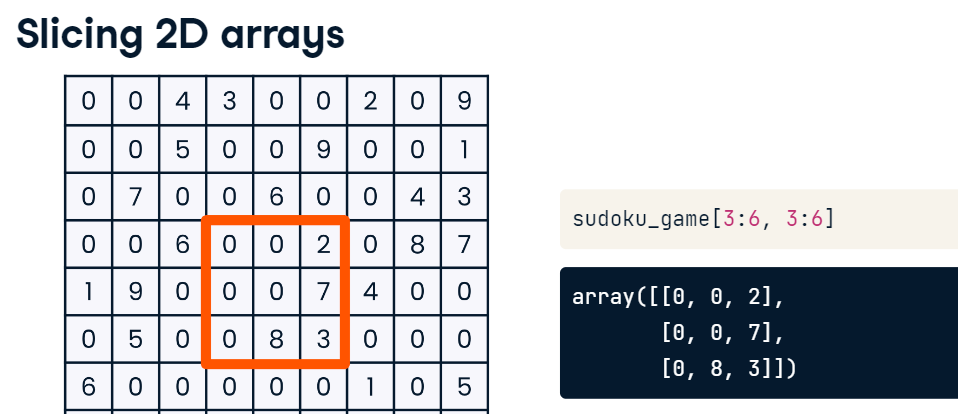 Slicing 2D arrays
0 0 4 3 0 0 2 0 9
0 0 5 0 0 9 0 0 1
0 7 0 0 6 0 0 4 3
0 0 6 0 0 2 0 8 7
1 9 0 0 0 7 4 0 0
0 5 0 0 8 3 0 0 0
6 0 0 0 0 0 1 0 5
sudoku_game[3:6, 3:6]
array([[0, 0, 2],
[0, 0, 7],
[0, 8, 3]])